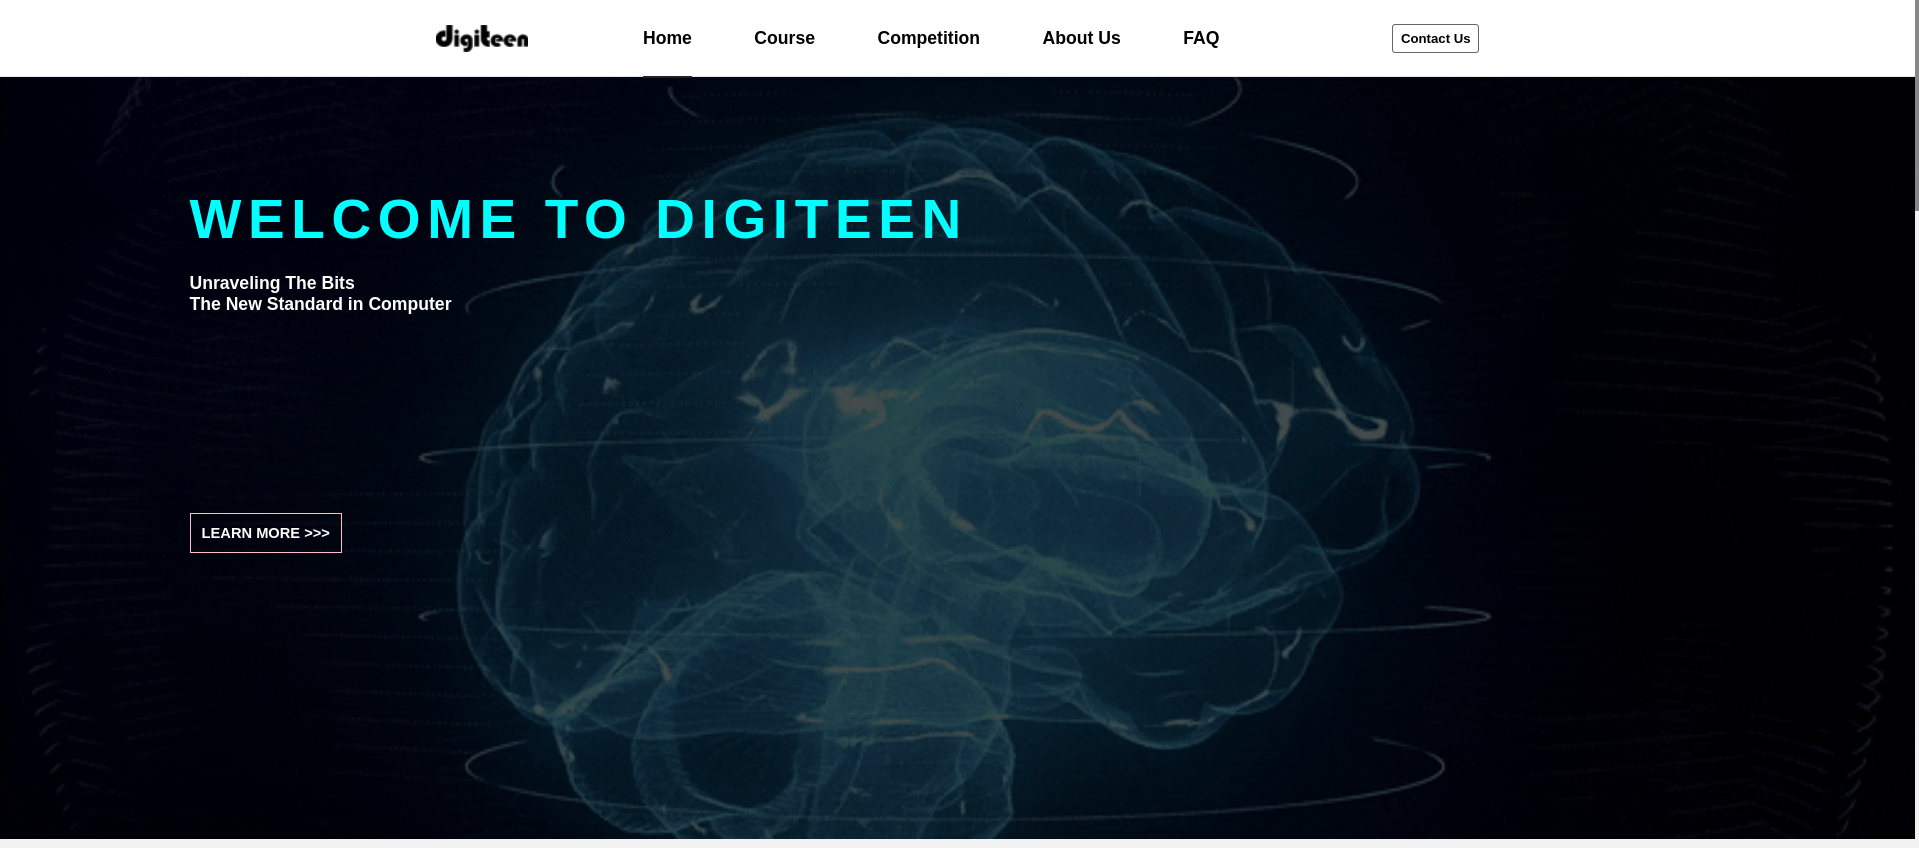 digiteen
Home
Course
Competition
About Us
FAQ
Contact Us
WELCOME TO DIGITEEN
Unraveling The Bits
The New Standard in Computer
LEARN MORE >>>